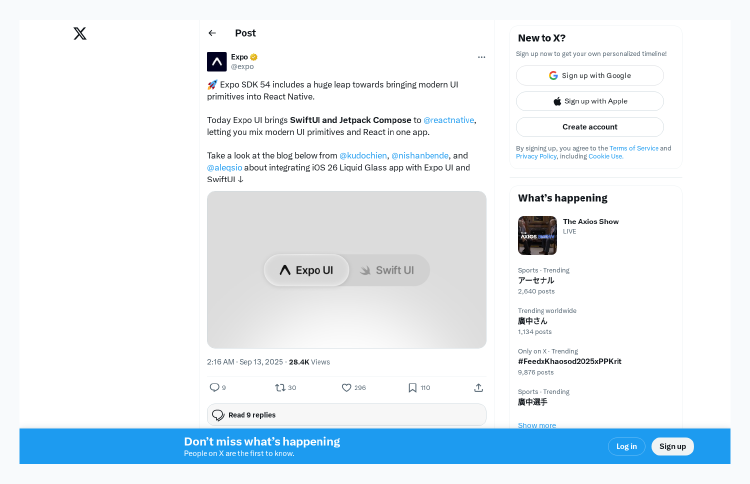 Post
Expo
@expo
🚀 Expo SDK 54 includes a huge leap towards bringing modern UI
primitives into React Native.
Today Expo UI brings SwiftUI and Jetpack Compose to @reactnative,
letting you mix modern UI primitives and React in one app.
Take a look at the blog below from @kudochien, @nishanbende, and
@aleqsio about integrating iOS 26 Liquid Glass app with Expo UI and
SwiftUI ↓
Expo UI
Swift UI
2:16 AM · Sep 13, 2025 · 28.4K Views
9
30
296
110
Read 9 replies
New to X?
Sign up now to get your own personalized timeline!
Sign up with Google
Sign up with Apple
Create account
By signing up, you agree to the Terms of Service and
Privacy Policy, including Cookie Use.
What's happening
The Axios Show
LIVE
Sports · Trending
アーセナル
2,640 posts
Trending worldwide
廣中さん
1,134 posts
Only on X · Trending
#FeedxKhaosod2025xPPKrit
9,876 posts
Sports · Trending
廣中選手
Show more
Don't miss what's happening
People on X are the first to know.
Log in
Sign up